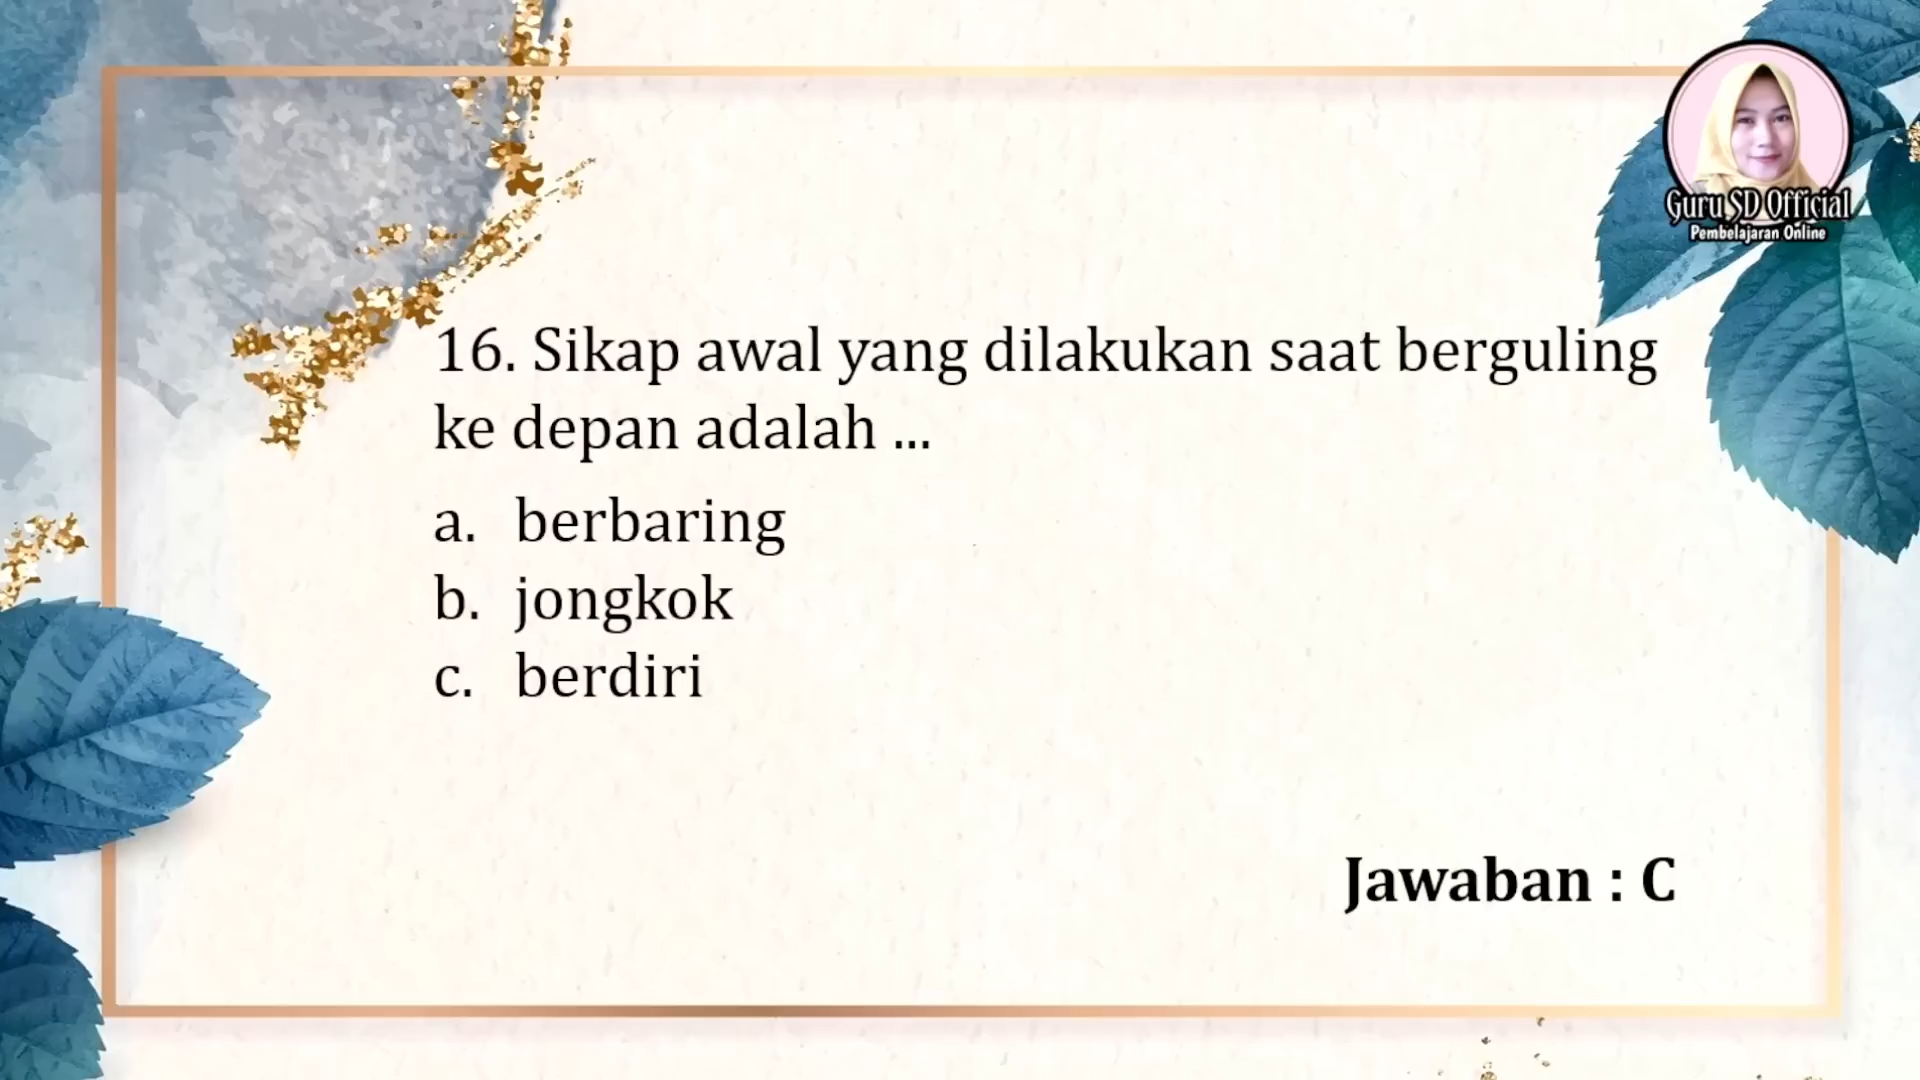 Guru SD Official
Pembelajaran Online
16. Sikap awal yang dilakukan saat berguling
ke depan adalah ...
a. berbaring
b. jongkok
c. berdiri
Jawaban : C